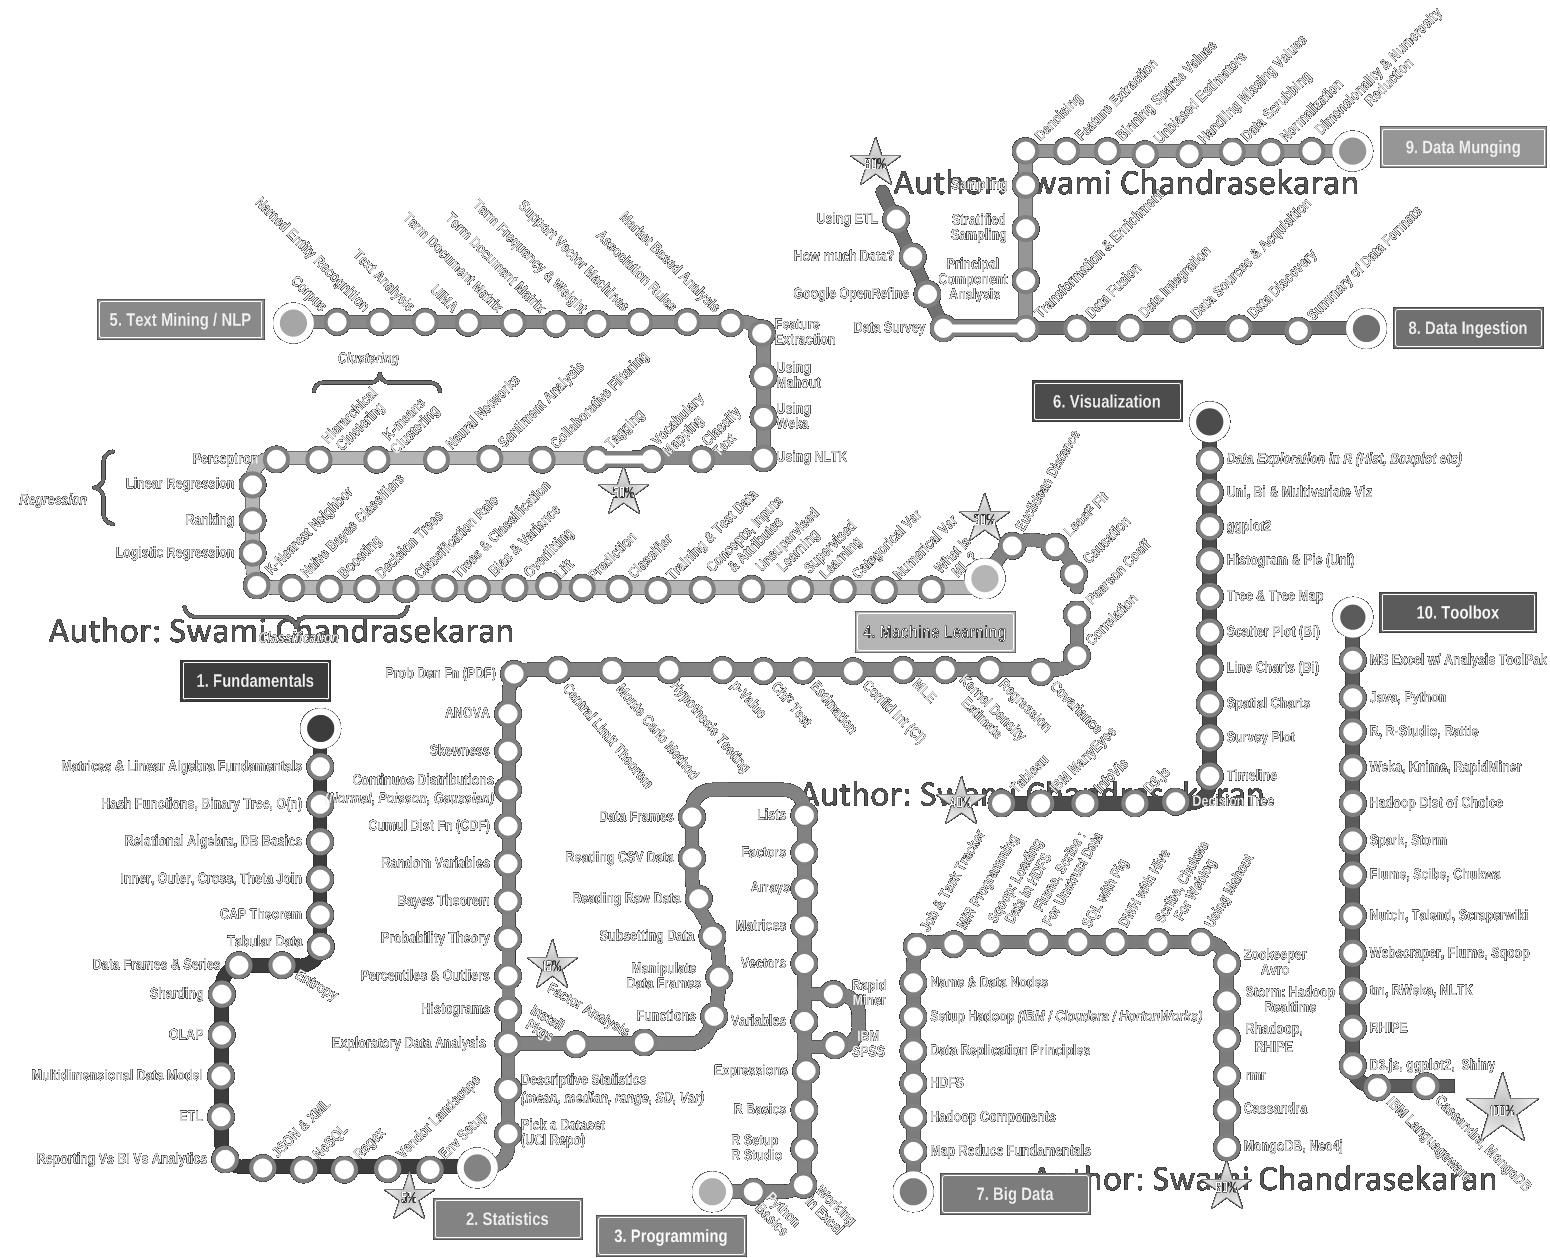 Dimensionality & Numerosity
Reduction
Normalization
Data Scrubbing
Handling Missing Values
Unbiased Estimators
Binning Sparse Values
Feature Extraction
Denoising
9. Data Munging
80%
Author: Swami Chandrasekaran
Sampling
Using ETL
Stratified
Sampling
How much Data?
Principal
Component
Analysis
Google OpenRefine
Data Survey
Transformation & Enrichment
Data Fusion
Data Integration
Data Sources & Acquisition
Data Discovery
Summary of Data Formats
8. Data Ingestion
5. Text Mining / NLP
Corpus
Named Entity Recognition
Text Analysis
UIMA
Term Document Matrix
Term Document Matrix
Term Frequency & Weight
Support Vector Machines
Association Rules
Market Based Analysis
Feature
Extraction
Using
Mahout
Using
Weka
Using NLTK
Classify
Text
Vocabulary
Mapping
Tagging
50%
Collaborative Filtering
Sentiment Analysis
Neural Networks
K-means
Clustering
Hierarchical
Clustering
Clustering
Perceptron
Linear Regression
Regression
Ranking
Logistic Regression
K-Nearest Neighbor
Naive Bayes Classifiers
Boosting
Decision Trees
Classification Rate
Trees & Classification
Bias & Variance
Overfitting
Lift
Prediction
Classifier
Training & Test Data
Concepts, Inputs
& Attributes
Unsupervised
Learning
Supervised
Learning
Categorical Var
Numerical Var
What is
ML?
30%
Classification
Author: Swami Chandrasekaran
4. Machine Learning
Euclidean Distance
Least² Fit
Causation
Pearson Coeff
Correlation
Covariance
Regression
Kernel Density
Estimate
MLE
Confid Int (CI)
Estimation
Chi² Test
P-Value
Hypothesis Testing
Monte Carlo Method
Central Limit Theorem
Prob Den Fn (PDF)
ANOVA
Skewness
Continuos Distributions
(Normal, Poisson, Gaussian)
Cumul Dist Fn (CDF)
Random Variables
Bayes Theorem
Probability Theory
Percentiles & Outliers
Histograms
Exploratory Data Analysis
Descriptive Statistics
(mean, median, range, SD, Var)
Pick a Dataset
(UCI Repo)
2. Statistics
6. Visualization
Data Exploration in R (Hist, Boxplot etc)
Uni, Bi & Multivariate Viz
ggplot2
Histogram & Pie (Uni)
Tree & Tree Map
Scatter Plot (Bi)
Line Charts (Bi)
Spatial Charts
Survey Plot
Timeline
Decision Tree
D3.js
InfoVis
IBM ManyEyes
Tableau
Author: Swami Chandrasekaran
10. Toolbox
MS Excel w/ Analysis ToolPak
Java, Python
R, R-Studio, Rattle
Weka, Knime, RapidMiner
Hadoop Dist of Choice
Spark, Storm
Flume, Scibe, Chukwa
Nutch, Talend, Scraperwiki
Webscraper, Flume, Sqoop
tm, RWeka, NLTK
RHIPE
D3.js, ggplot2, Shiny
IBM Languageware
Cassandra, MongoDB
100%
1. Fundamentals
Matrices & Linear Algebra Fundamentals
Hash Functions, Binary Tree, O(n)
Relational Algebra, DB Basics
Inner, Outer, Cross, Theta Join
CAP Theorem
Tabular Data
Entropy
Data Frames & Series
Sharding
OLAP
Multidimensional Data Model
ETL
Reporting Vs BI Vs Analytics
JSON & XML
NoSQL
Regex
Vendor Landscape
Env Setup
Install
Pkgs
Factor Analysis
Functions
Manipulate
Data Frames
Subsetting Data
Reading Raw Data
Reading CSV Data
Data Frames
Lists
Factors
Arrays
Matrices
Vectors
Variables
Rapid
Miner
IBM
SPSS
Expressions
R Basics
R Setup
R Studio
Working
in Excel
Python
Basics
3. Programming
7. Big Data
Map Reduce Fundamentals
Hadoop Components
HDFS
Data Replication Principles
Setup Hadoop (IBM / Cloudera / HortonWorks)
Name & Data Nodes
Job & Task Tracker
M/R Programming
Sqoop: Loading
Data in HDFS
Flume, Scribe :
For Unstruct Data
SQL with Pig
DWH with Hive
Scribe, Chukwa
For Weblog
Using Mahout
Zookeeper
Avro
Storm: Hadoop
Realtime
Rhadoop,
RHIPE
rmr
Cassandra
MongoDB, Neo4j
Author: Swami Chandrasekaran